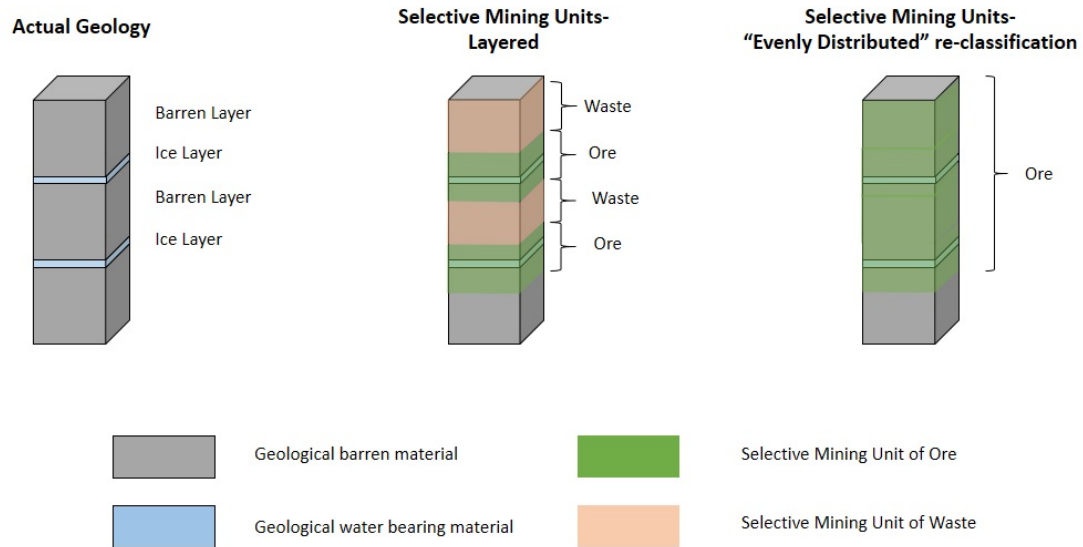 Actual Geology
Selective Mining Units-
Layered
Selective Mining Units-
“Evenly Distributed” re-classification
Barren Layer
Ice Layer
Barren Layer
Ice Layer
Waste
Ore
Waste
Ore
Ore
Geological barren material
Selective Mining Unit of Ore
Geological water bearing material
Selective Mining Unit of Waste